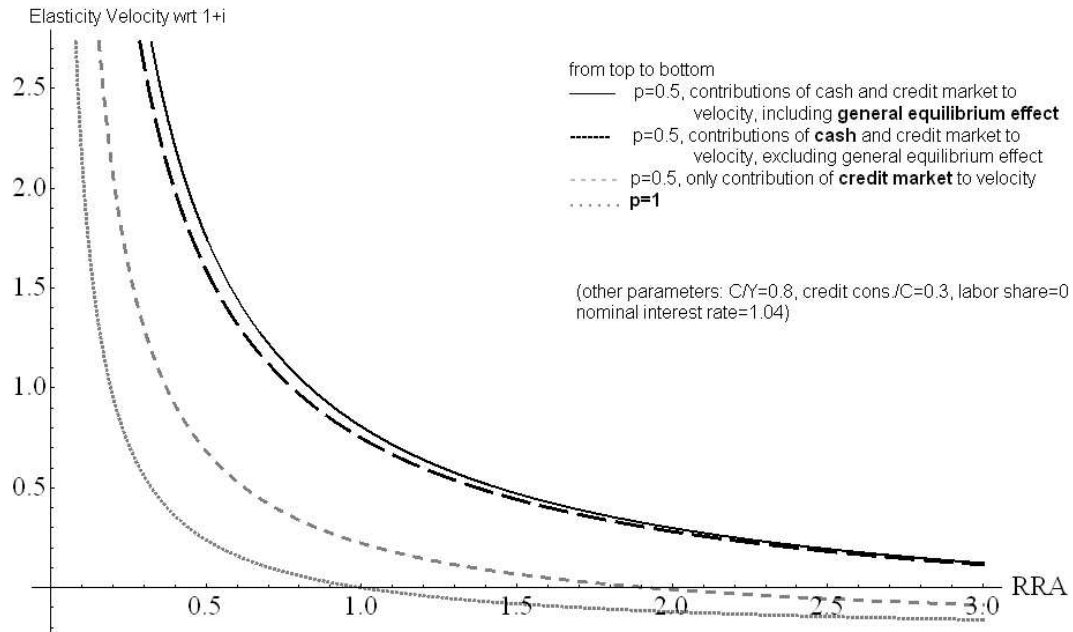 Elasticity Velocity wrt 1+i
from top to bottom
p=0.5, contributions of cash and credit market to
velocity, including general equilibrium effect
p=0.5, contributions of cash and credit market to
velocity, excluding general equilibrium effect
p=0.5, only contribution of credit market to velocity
p=1
(other parameters: C/Y=0.8, credit cons./C=0.3, labor share=0
nominal interest rate=1.04)
2.5
2.0
1.5
1.0
0.5
0.5 1.0 1.5 2.0 2.5 3.0 RRA